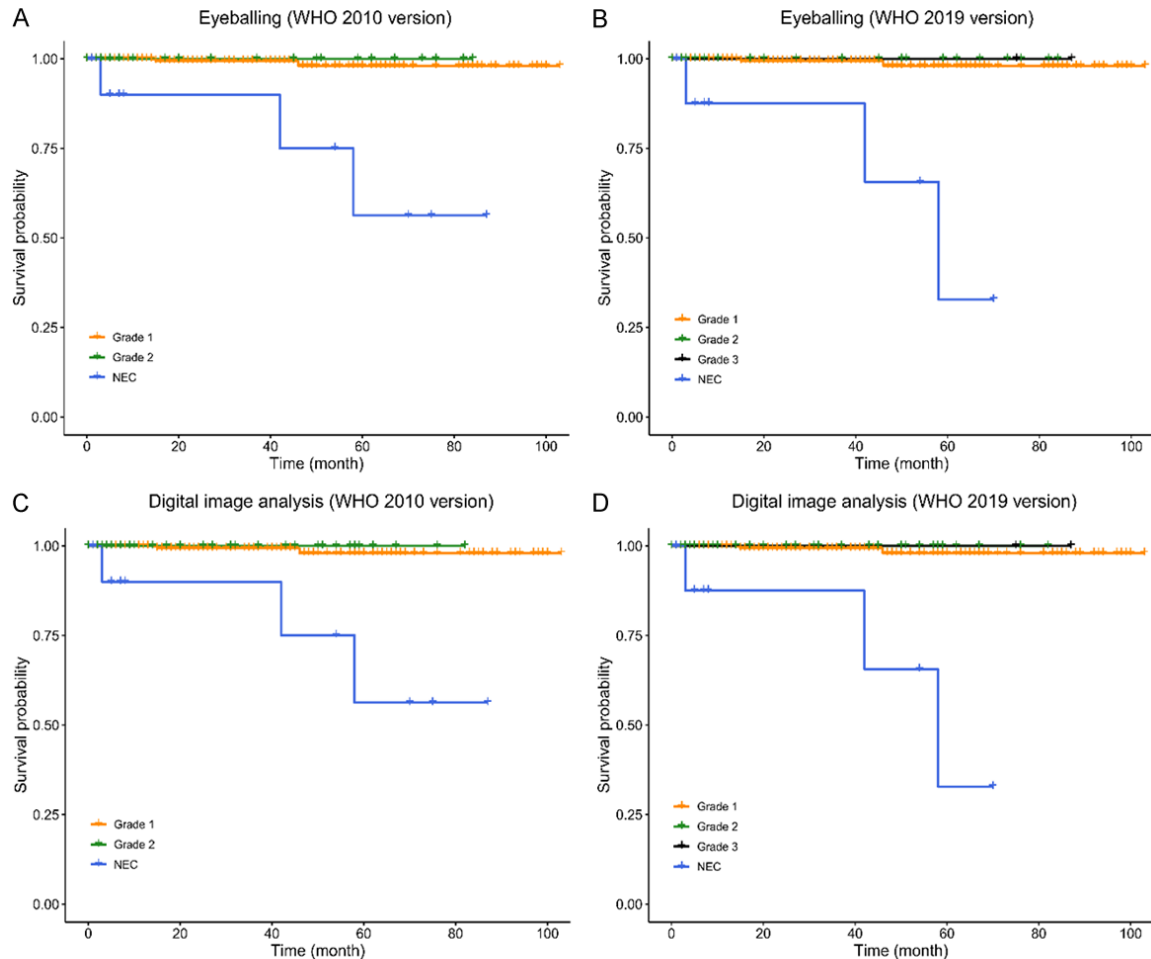 A
Eyeballing (WHO 2010 version)
Survival probability
1.00
0.75
0.50
0.25
0.00
Grade 1
Grade 2
NEC
0 20 40 60 80 100
Time (month)
B
Eyeballing (WHO 2019 version)
Survival probability
1.00
0.75
0.50
0.25
0.00
Grade 1
Grade 2
Grade 3
NEC
0 20 40 60 80 100
Time (month)
C
Digital image analysis (WHO 2010 version)
Survival probability
1.00
0.75
0.50
0.25
0.00
Grade 1
Grade 2
NEC
0 20 40 60 80 100
Time (month)
D
Digital image analysis (WHO 2019 version)
Survival probability
1.00
0.75
0.50
0.25
0.00
Grade 1
Grade 2
Grade 3
NEC
0 20 40 60 80 100
Time (month)